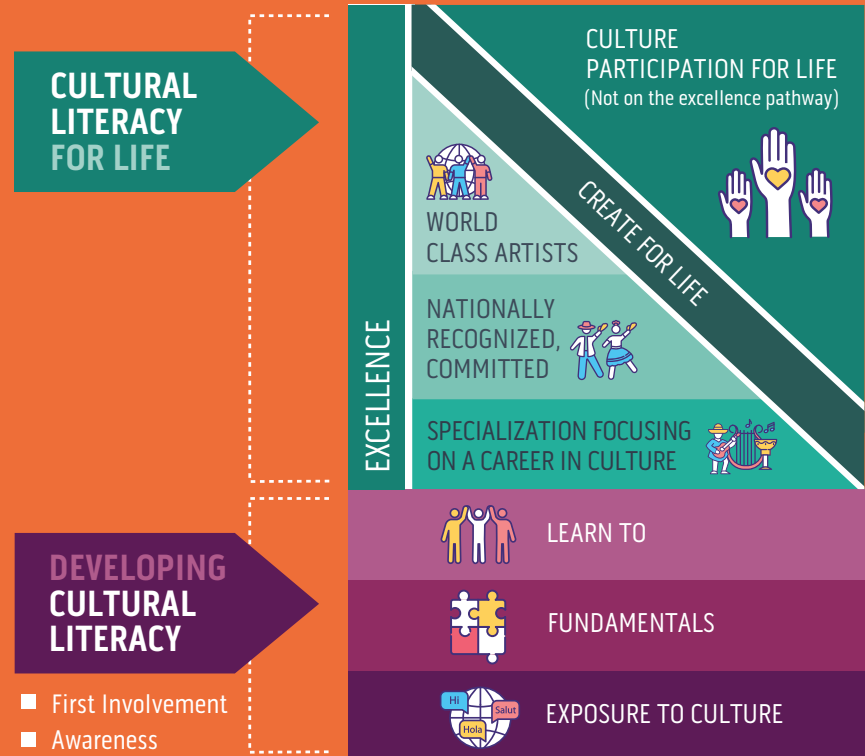 CULTURAL
LITERACY
FOR LIFE
CULTURE
PARTICIPATION FOR LIFE
(Not on the excellence pathway)
CREATE FOR LIFE
EXCELLENCE
WORLD
CLASS ARTISTS
NATIONALLY
RECOGNIZED,
COMMITTED
SPECIALIZATION FOCUSING
ON A CAREER IN CULTURE
DEVELOPING
CULTURAL
LITERACY
First Involvement
Awareness
LEARN TO
FUNDAMENTALS
Hi
Salut
Hola
EXPOSURE TO CULTURE